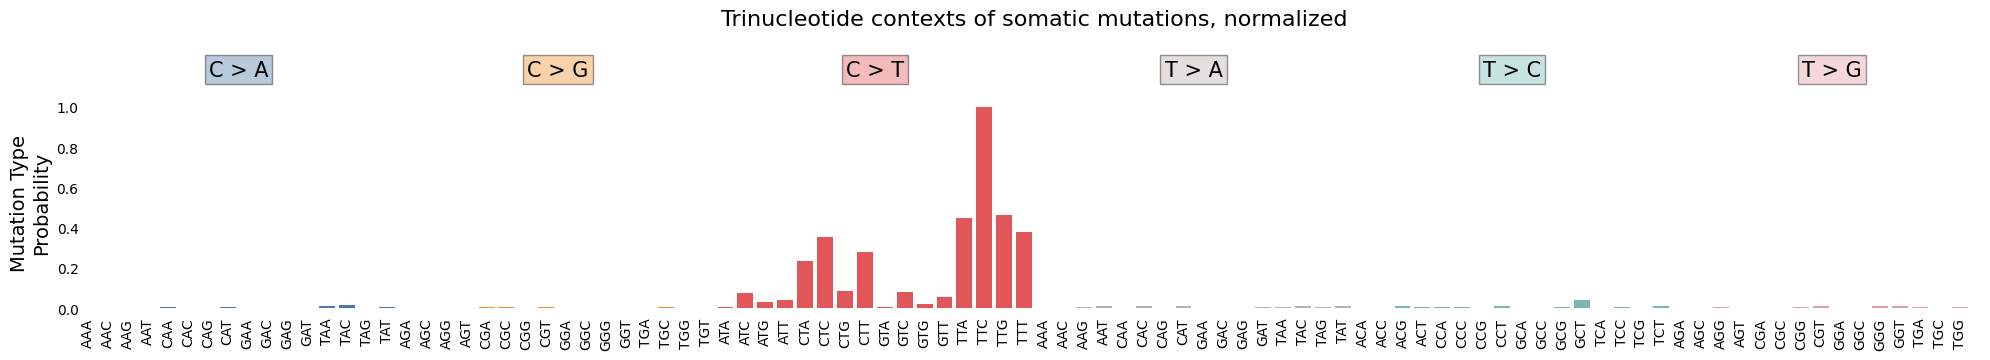 Trinucleotide contexts of somatic mutations, normalized
C > A C > G C > T T > A T > C T > G
Mutation Type
Probability
1.0
0.8
0.6
0.4
0.2
0.0
AAA
AAC
AAG
AAT
CAA
CAC
CAG
CAT
GAA
GAC
GAG
GAT
TAA
TAC
TAG
TAT
AGA
AGC
AGG
AGT
CGA
CGC
CGG
CGT
GGA
GGC
GGG
GGT
TGA
TGC
TGG
TGT
ATA
ATC
ATG
ATT
CTA
CTC
CTG
CTT
GTA
GTC
GTG
GTT
TTA
TTC
TTG
TTT
AAA
AAC
AAG
AAT
CAA
CAC
CAG
CAT
GAA
GAC
GAG
GAT
TAA
TAC
TAG
TAT
ACA
ACC
ACG
ACT
CCA
CCC
CCG
CCT
GCA
GCC
GCG
GCT
TCA
TCC
TCG
TCT
AGA
AGC
AGG
AGT
CGA
CGC
CGG
CGT
GGA
GGC
GGG
GGT
TGA
TGC
TGG